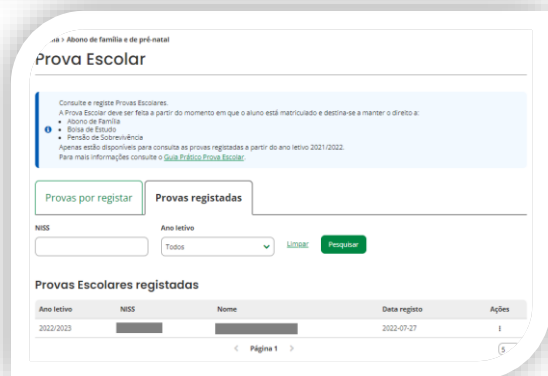 > Abono de família e de pré-natal
Prova Escolar
Consulte e registe Provas Escolares.
A Prova Escolar deve ser feita a partir do momento em que o aluno está matriculado e destina-se a manter o direito a:
• Abono de Família
• Bolsa de Estudo
• Pensão de Sobrevivência
Apenas estão disponíveis para consulta as provas registadas a partir do ano letivo 2021/2022.
Para mais informações consulte o Guia Prático Prova Escolar.
Provas por registar Provas registadas
NISS Ano letivo
Todos Limpar Pesquisar
Provas Escolares registadas
Ano letivo NISS Nome Data registo Ações
2022/2023 2022-07-27
< Página 1 > 5